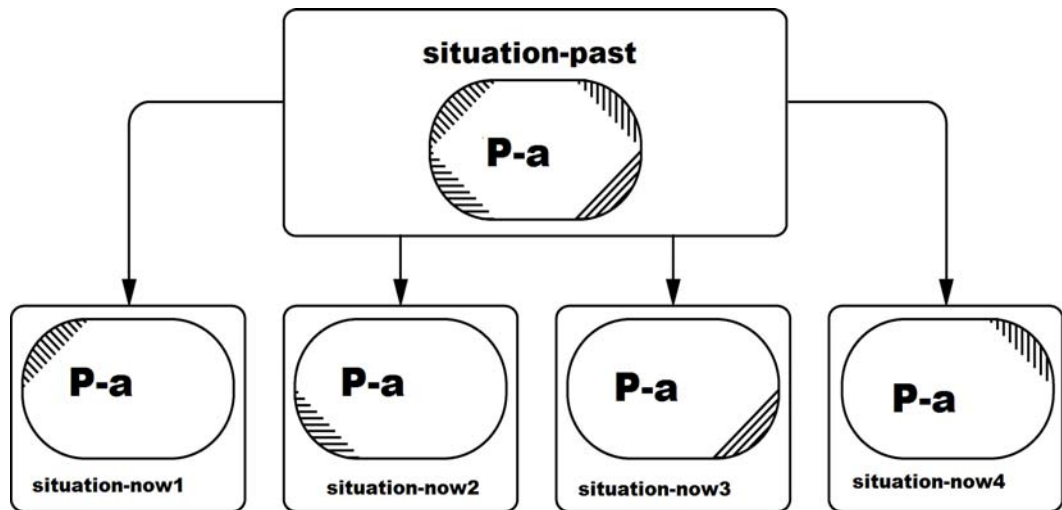 situation-past
P-a
P-a
P-a
P-a
P-a
situation-now1
situation-now2
situation-now3
situation-now4